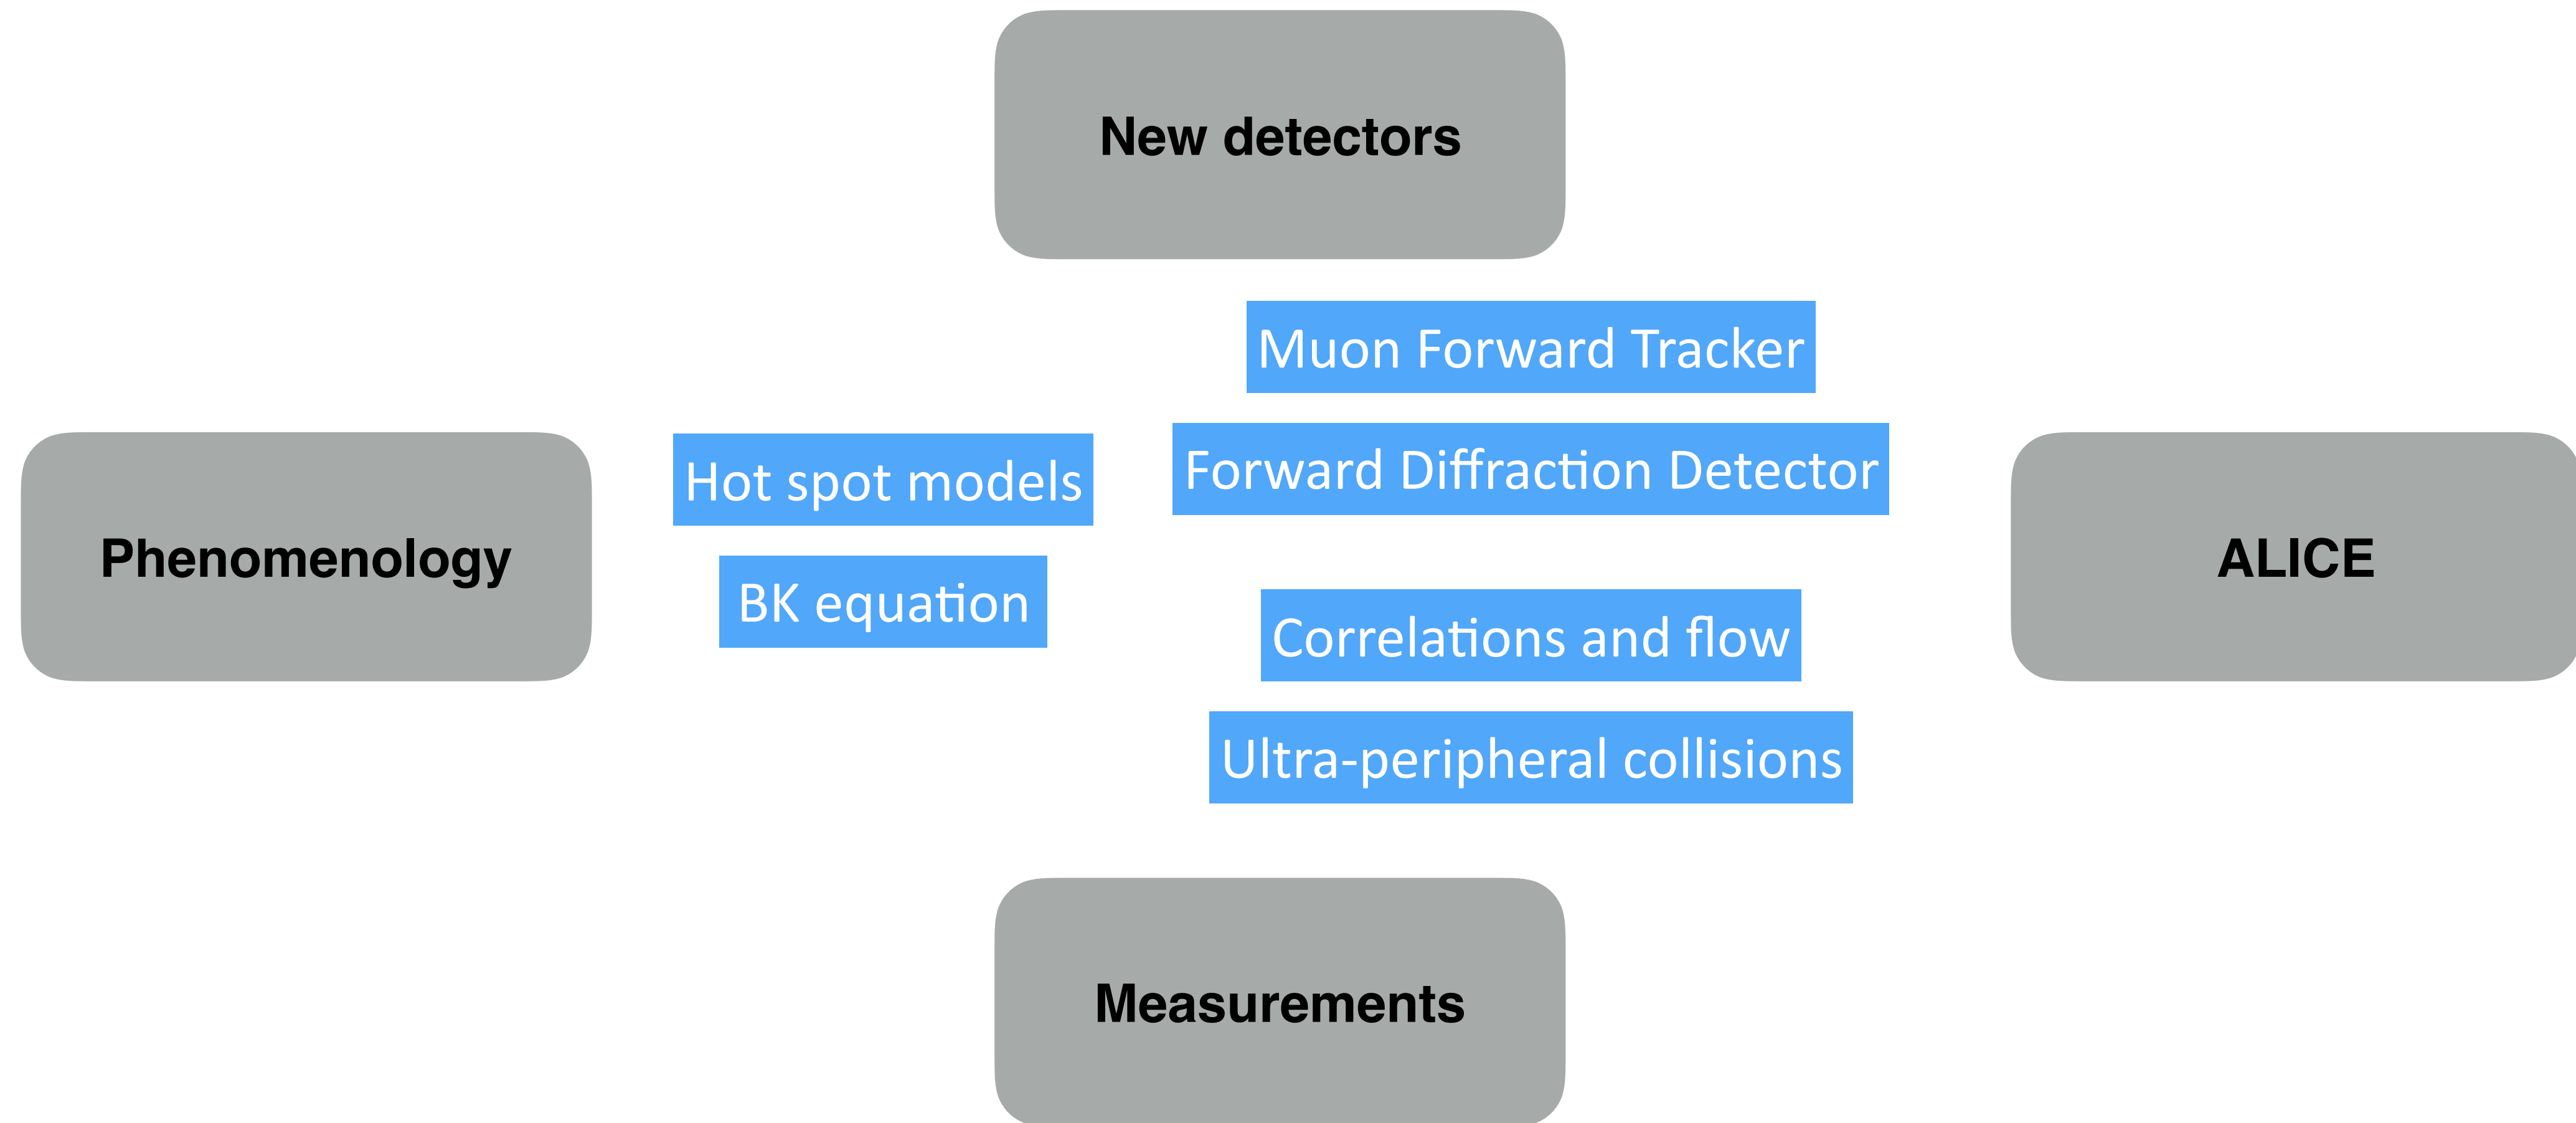 New detectors
Muon Forward Tracker
Forward Diffraction Detector
Hot spot models
Phenomenology
ALICE
BK equation
Correlations and flow
Ultra-peripheral collisions
Measurements